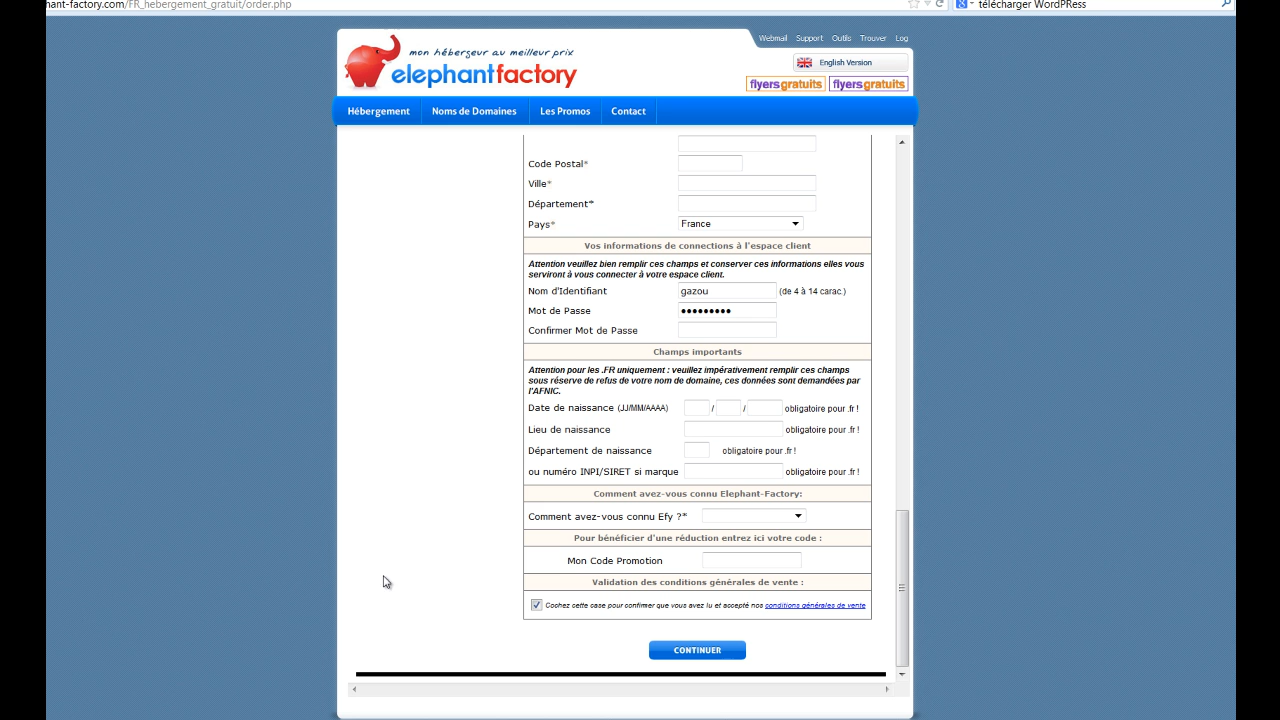 hant-factory.com/FR_hebergement_gratuit/order.php
télécharger WordPRess
mon hébergeur au meilleur prix
elephantfactory
Webmail Support Outils Trouver Log
English Version
flyersgratuits flyersgratuits
Hébergement Noms de Domaines Les Promos Contact
Code Postal*
Ville*
Département*
Pays* France
Vos informations de connections à l'espace client
Attention veuillez bien remplir ces champs et conserver ces informations elles vous
serviront à vous connecter à votre espace client.
Nom d'Identifiant gazou (de 4 à 14 carac.)
Mot de Passe •••••••••
Confirmer Mot de Passe
Champs importants
Attention pour les .FR uniquement : veuillez impérativement remplir ces champs
sous réserve de refus de votre nom de domaine, ces données sont demandées par
l'AFNIC.
Date de naissance (JJ/MM/AAAA) / / obligatoire pour .fr !
Lieu de naissance obligatoire pour .fr !
Département de naissance obligatoire pour .fr !
ou numéro INPI/SIRET si marque obligatoire pour .fr !
Comment avez-vous connu Elephant-Factory:
Comment avez-vous connu Efy ?*
Pour bénéficier d'une réduction entrez ici votre code :
Mon Code Promotion
Validation des conditions générales de vente :
Cochez cette case pour confirmer que vous avez lu et accepté nos conditions générales de vente
CONTINUER